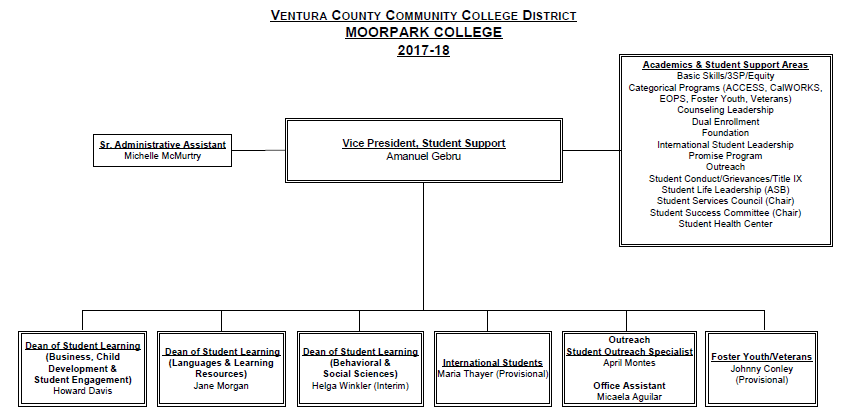 VENTURA COUNTY COMMUNITY COLLEGE DISTRICT
MOORPARK COLLEGE
2017-18
Academics & Student Support Areas
Basic Skills/3SP/Equity
Categorical Programs (ACCESS, CalWORKS,
EOPS, Foster Youth, Veterans)
Counseling Leadership
Dual Enrollment
Foundation
International Student Leadership
Promise Program
Outreach
Student Conduct/Grievances/Title IX
Student Life Leadership (ASB)
Student Services Council (Chair)
Student Success Committee (Chair)
Student Health Center
Sr. Administrative Assistant
Michelle McMurtry
Vice President, Student Support
Amanuel Gebru
Dean of Student Learning
(Business, Child
Development &
Student Engagement)
Howard Davis
Dean of Student Learning
(Languages & Learning
Resources)
Jane Morgan
Dean of Student Learning
(Behavioral &
Social Sciences)
Helga Winkler (Interim)
International Students
Maria Thayer (Provisional)
Outreach
Student Outreach Specialist
April Montes
Office Assistant
Micaela Aguilar
Foster Youth/Veterans
Johnny Conley
(Provisional)